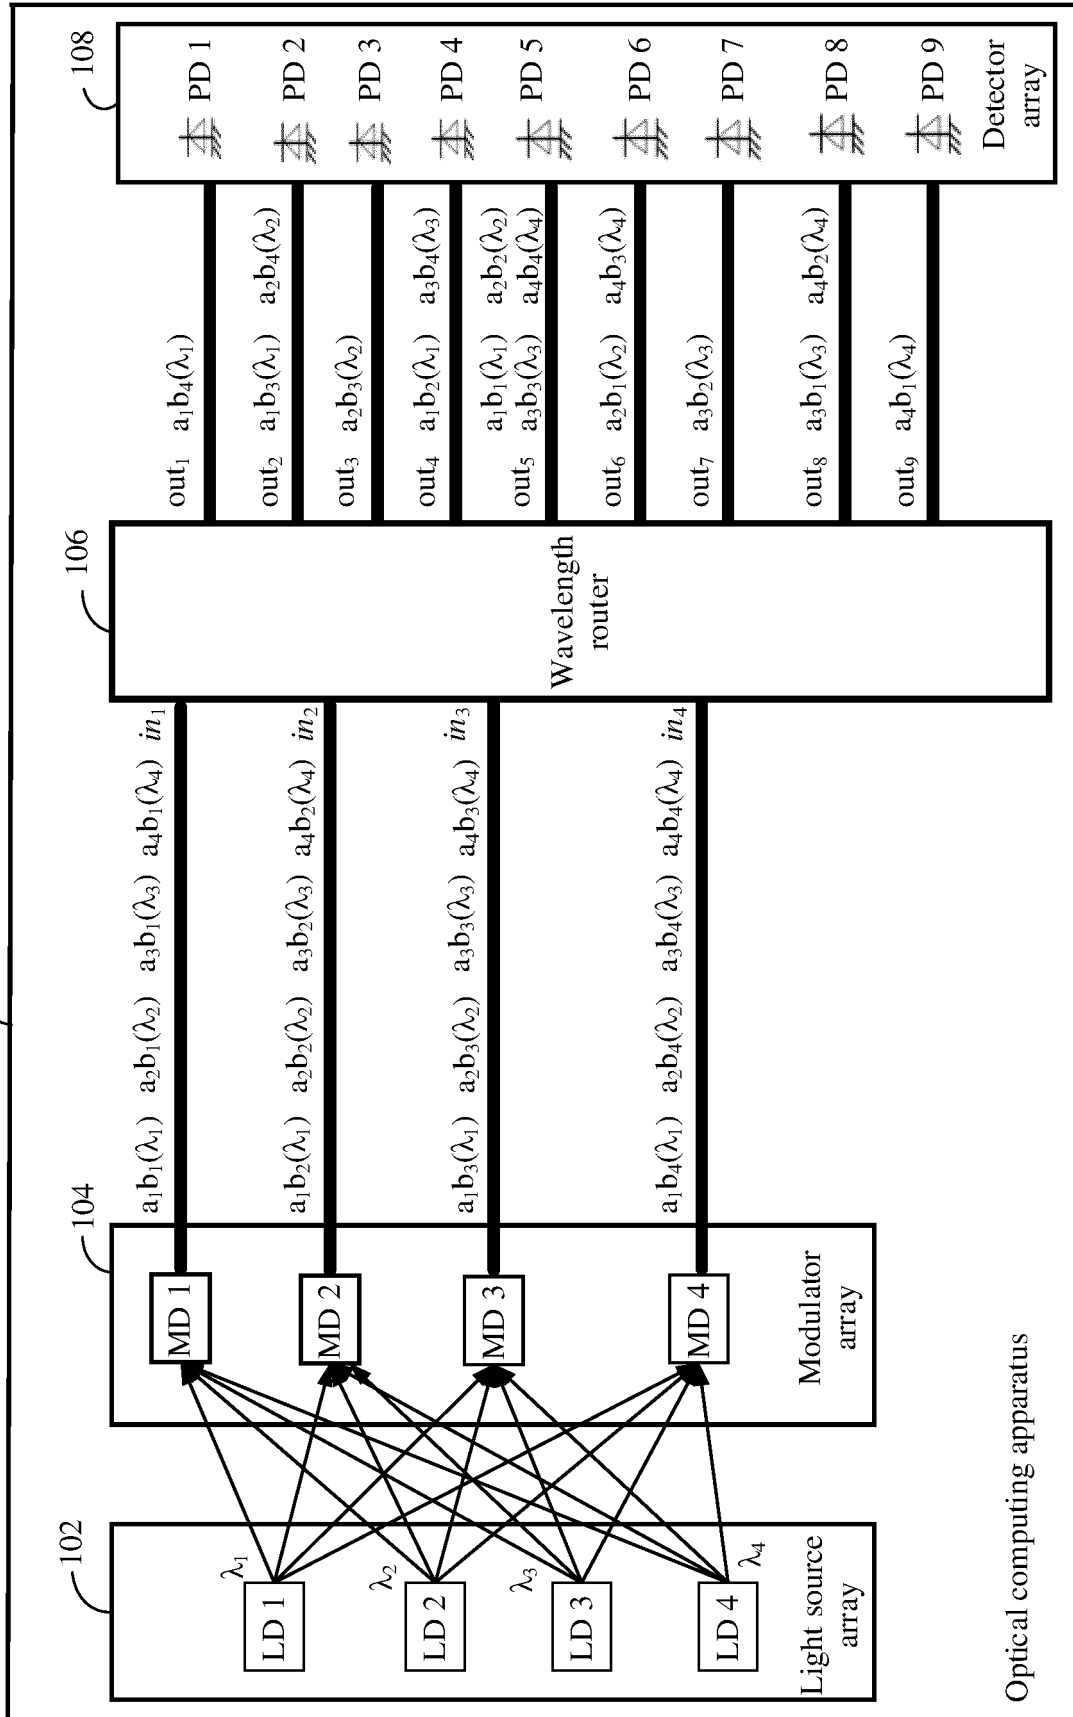 102
λ₁
LD 1
λ₂
LD 2
λ₃
LD 3
λ₄
LD 4
Light source
array
104
MD 1
MD 2
MD 3
MD 4
Modulator
array
a₁b₁(λ₁) a₂b₁(λ₂) a₃b₁(λ₃) a₄b₁(λ₄) in₁
a₁b₂(λ₁) a₂b₂(λ₂) a₃b₂(λ₃) a₄b₂(λ₄) in₂
a₁b₃(λ₁) a₂b₃(λ₂) a₃b₃(λ₃) a₄b₃(λ₄) in₃
a₁b₄(λ₁) a₂b₄(λ₂) a₃b₄(λ₃) a₄b₄(λ₄) in₄
106
Wavelength
router
out₁ a₁b₄(λ₁)
out₂ a₁b₃(λ₁) a₂b₄(λ₂)
out₃ a₂b₃(λ₂)
out₄ a₁b₂(λ₁) a₃b₄(λ₃)
a₁b₁(λ₁) a₂b₂(λ₂)
out₅ a₃b₃(λ₃) a₄b₄(λ₄)
out₆ a₂b₁(λ₂) a₄b₃(λ₄)
out₇ a₃b₂(λ₃)
out₈ a₃b₁(λ₃) a₄b₂(λ₄)
out₉ a₄b₁(λ₄)
108
PD 1
PD 2
PD 3
PD 4
PD 5
PD 6
PD 7
PD 8
PD 9
Detector
array
Optical computing apparatus